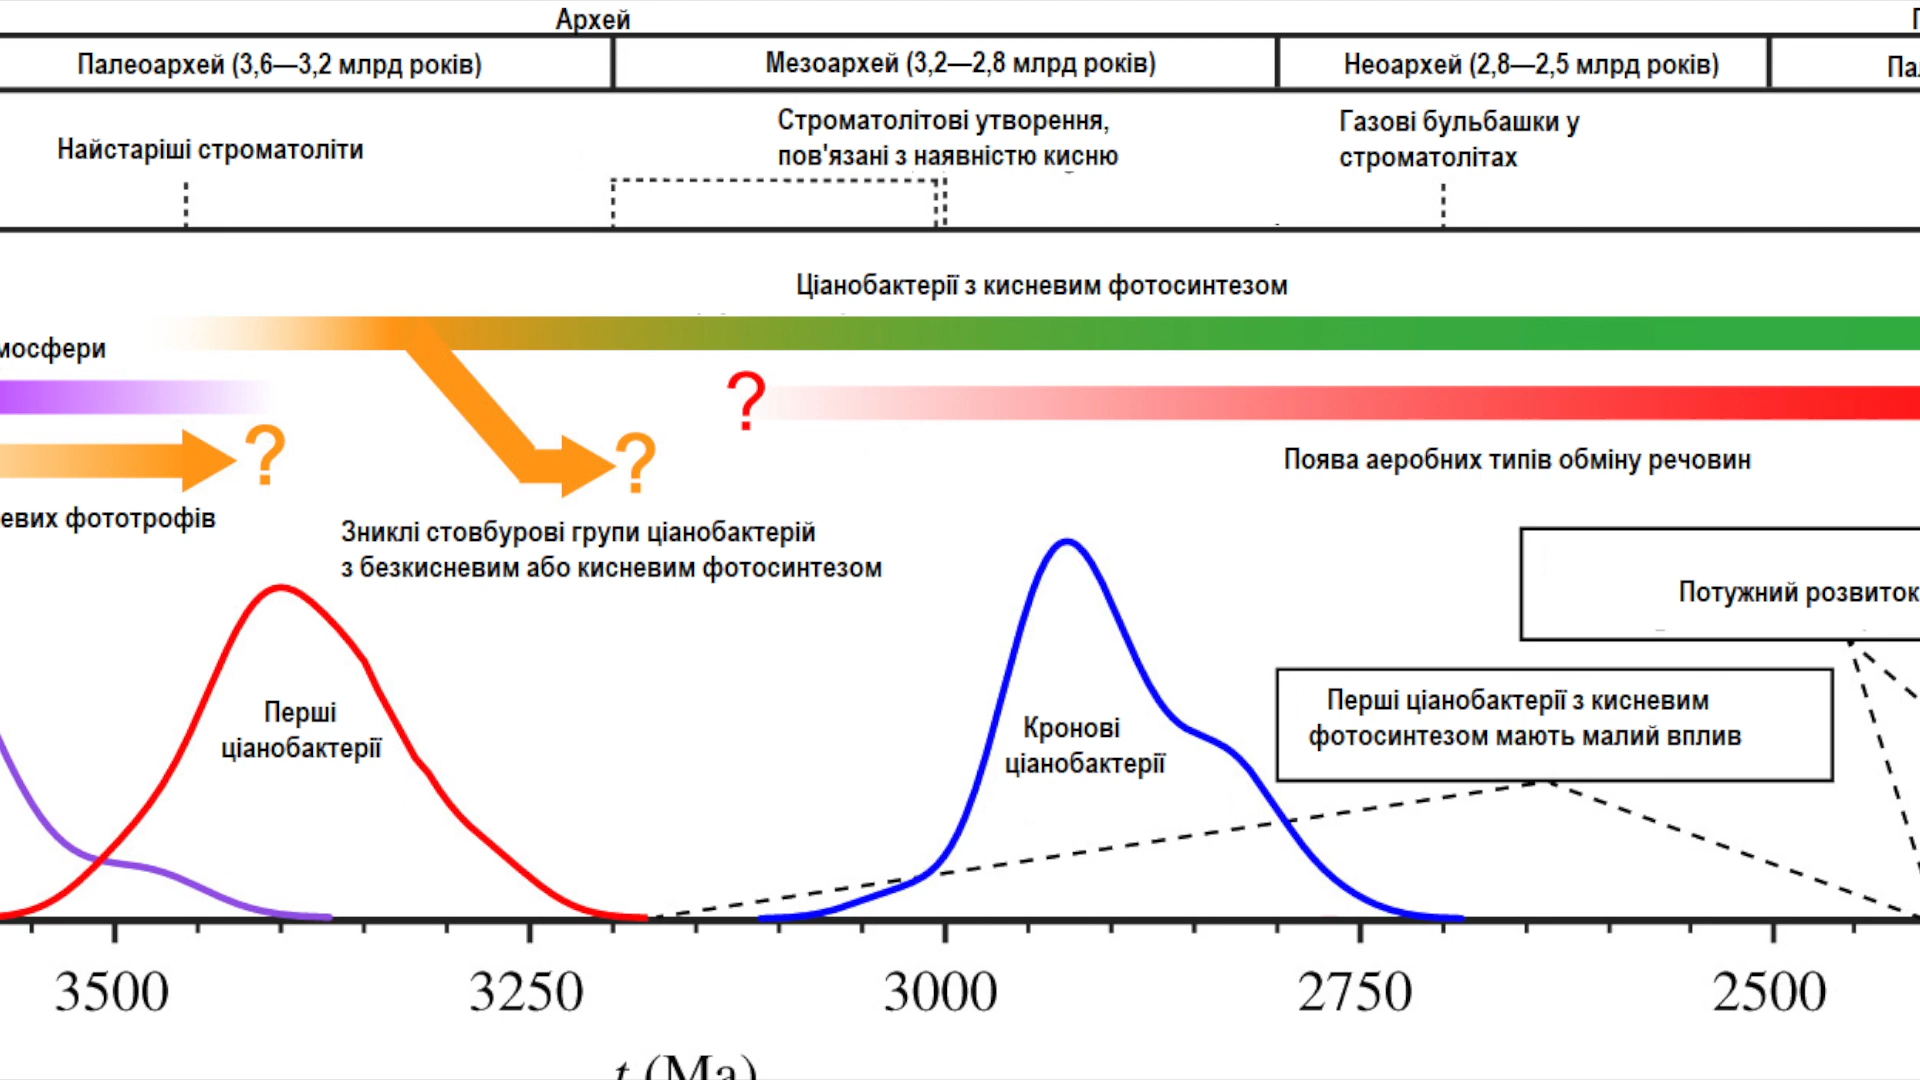 Архей
Палеоархей (3,6—3,2 млрд років)
Мезоархей (3,2—2,8 млрд років)
Неоархей (2,8—2,5 млрд років)
Найстаріші строматоліти
Строматолітові утворення,
пов'язані з наявністю кисню
Газові бульбашки у
строматолітах
Ціанобактерії з кисневим фотосинтезом
мосфери
?
?
?
Поява аеробних типів обміну речовин
евих фототрофів
Зниклі стовбурові групи ціанобактерій
з безкисневим або кисневим фотосинтезом
Потужний розвиток
Перші ціанобактерії з кисневим
фотосинтезом мають малий вплив
Перші
ціанобактерії
Кронові
ціанобактерії
3500
3250
3000
2750
2500
t (Ma)